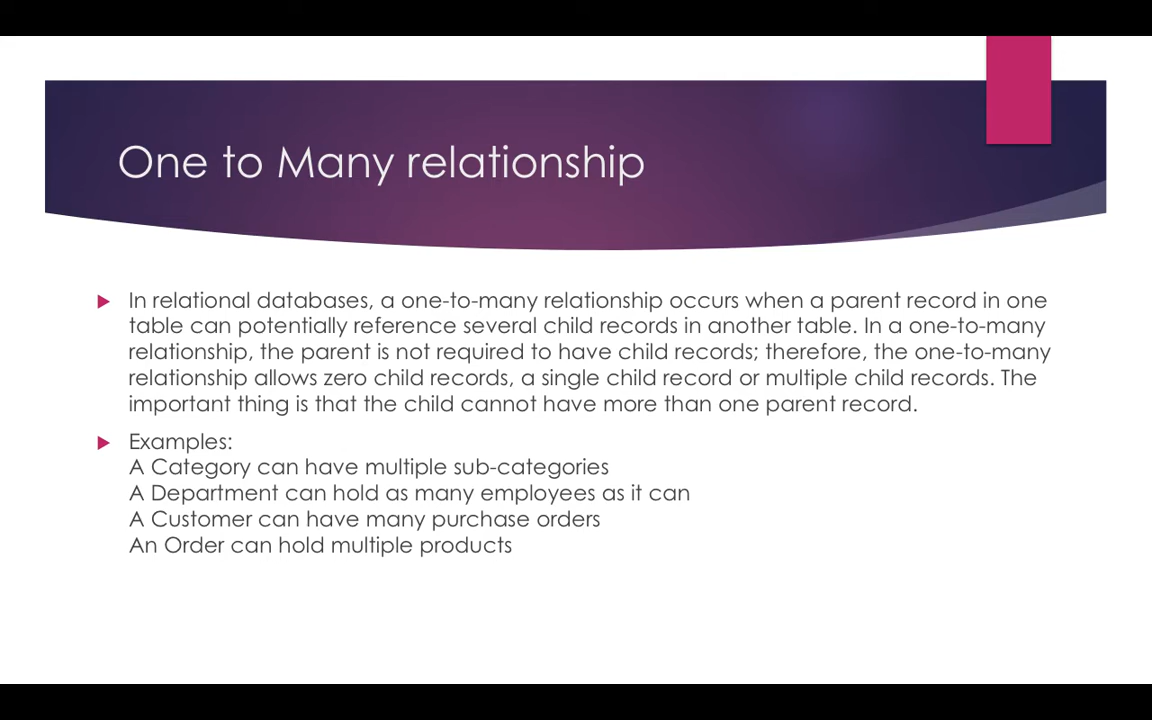 One to Many relationship
In relational databases, a one-to-many relationship occurs when a parent record in one
table can potentially reference several child records in another table. In a one-to-many
relationship, the parent is not required to have child records; therefore, the one-to-many
relationship allows zero child records, a single child record or multiple child records. The
important thing is that the child cannot have more than one parent record.
Examples:
A Category can have multiple sub-categories
A Department can hold as many employees as it can
A Customer can have many purchase orders
An Order can hold multiple products